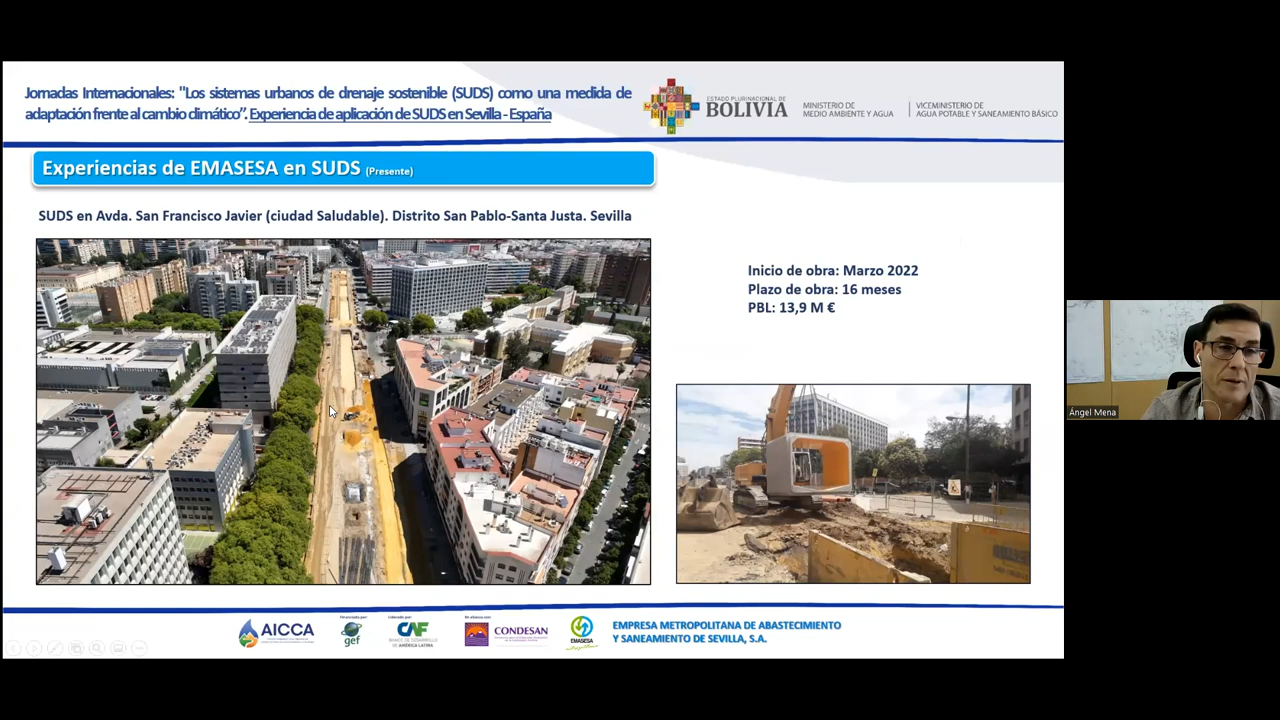 Jornadas Internacionales: "Los sistemas urbanos de drenaje sostenible (SUDS) como una medida de
adaptación frente al cambio climático”. Experiencia de aplicación de SUDS en Sevilla - España
ESTADO PLURINACIONAL DE
BOLIVIA
MINISTERIO DE
MEDIO AMBIENTE Y AGUA
VICEMINISTERIO DE
AGUA POTABLE Y SANEAMIENTO BÁSICO
Experiencias de EMASESA en SUDS (Presente)
SUDS en Avda. San Francisco Javier (ciudad Saludable). Distrito San Pablo-Santa Justa. Sevilla
Inicio de obra: Marzo 2022
Plazo de obra: 16 meses
PBL: 13,9 M €
Ángel Mena
AICCA
Financiado por:
gef
CAF
BANCO DE DESARROLLO
DE AMÉRICA LATINA
CONDESAN
EMASESA
EMPRESA METROPOLITANA DE ABASTECIMIENTO
Y SANEAMIENTO DE SEVILLA, S.A.